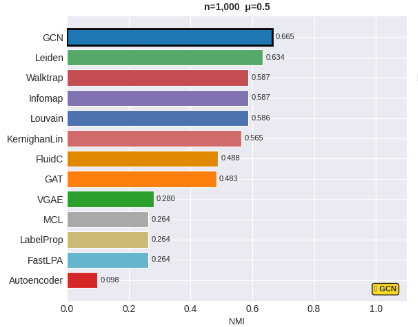 n=1,000 μ=0.5
GCN 0.665
Leiden 0.634
Walktrap 0.587
Infomap 0.587
Louvain 0.586
KernighanLin 0.565
FluidC 0.488
GAT 0.483
VGAE 0.280
MCL 0.264
LabelProp 0.264
FastLPA 0.264
Autoencoder 0.098
GCN
0.0 0.2 0.4 0.6 0.8 1.0
NMI